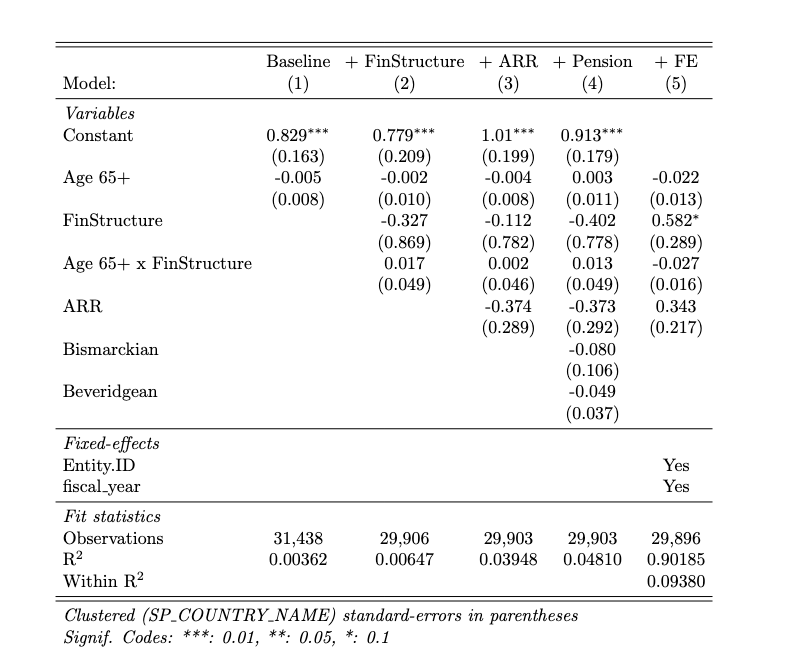 Baseline + FinStructure + ARR + Pension + FE
Model: (1) (2) (3) (4) (5)
Variables
Constant 0.829*** 0.779*** 1.01*** 0.913***
(0.163) (0.209) (0.199) (0.179)
Age 65+ -0.005 -0.002 -0.004 0.003 -0.022
(0.008) (0.010) (0.008) (0.011) (0.013)
FinStructure -0.327 -0.112 -0.402 0.582*
(0.869) (0.782) (0.778) (0.289)
Age 65+ x FinStructure 0.017 0.002 0.013 -0.027
(0.049) (0.046) (0.049) (0.016)
ARR -0.374 -0.373 0.343
(0.289) (0.292) (0.217)
Bismarckian -0.080
(0.106)
Beveridgean -0.049
(0.037)
Fixed-effects
Entity.ID Yes
fiscal_year Yes
Fit statistics
Observations 31,438 29,906 29,903 29,903 29,896
R² 0.00362 0.00647 0.03948 0.04810 0.90185
Within R² 0.09380
Clustered (SP_COUNTRY_NAME) standard-errors in parentheses
Signif. Codes: ***: 0.01, **: 0.05, *: 0.1